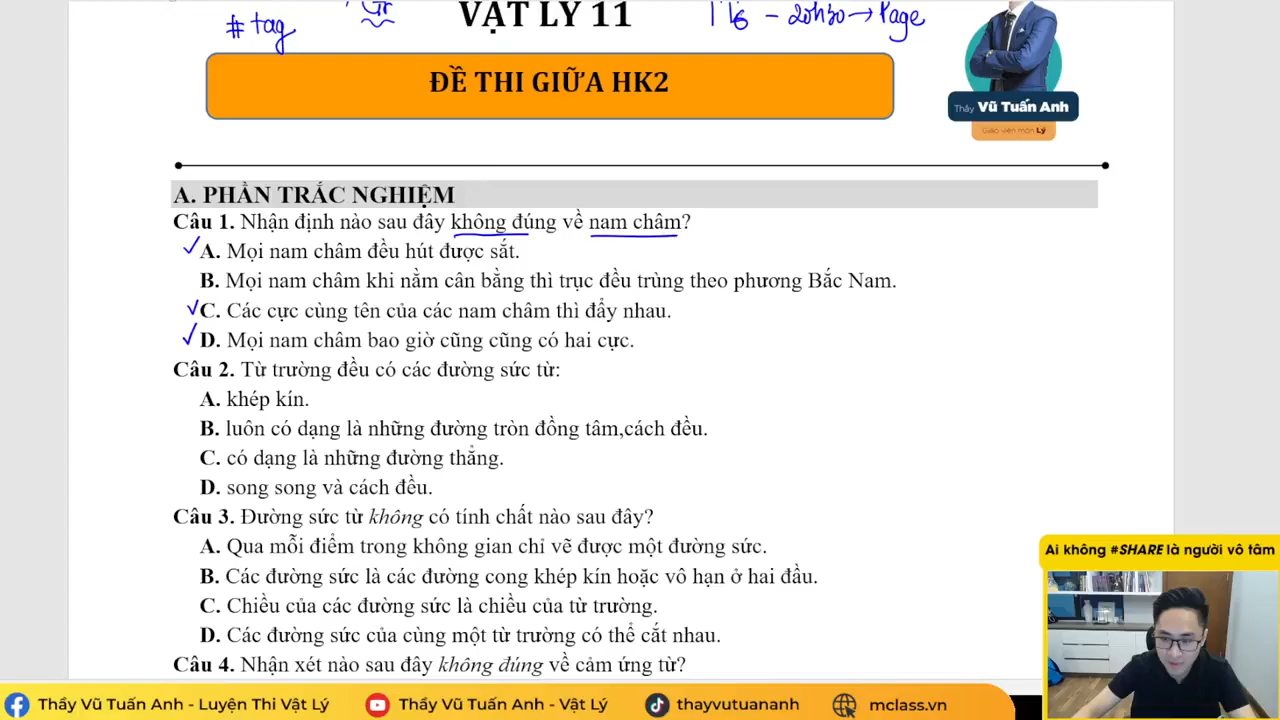 # tag
VẬT LÝ 11
- 20h30 → Page
ĐỀ THI GIỮA HK2
Thầy Vũ Tuấn Anh
Giáo viên môn Lý
A. PHẦN TRẮC NGHIỆM
Câu 1. Nhận định nào sau đây không đúng về nam châm?
A. Mọi nam châm đều hút được sắt.
B. Mọi nam châm khi nằm cân bằng thì trục đều trùng theo phương Bắc Nam.
C. Các cực cùng tên của các nam châm thì đẩy nhau.
D. Mọi nam châm bao giờ cũng cũng có hai cực.
Câu 2. Từ trường đều có các đường sức từ:
A. khép kín.
B. luôn có dạng là những đường tròn đồng tâm,cách đều.
C. có dạng là những đường thẳng.
D. song song và cách đều.
Câu 3. Đường sức từ không có tính chất nào sau đây?
A. Qua mỗi điểm trong không gian chỉ vẽ được một đường sức.
B. Các đường sức là các đường cong khép kín hoặc vô hạn ở hai đầu.
C. Chiều của các đường sức là chiều của từ trường.
D. Các đường sức của cùng một từ trường có thể cắt nhau.
Câu 4. Nhận xét nào sau đây không đúng về cảm ứng từ?
Ai không #SHARE là người vô tâm
Thầy Vũ Tuấn Anh - Luyện Thi Vật Lý
Thầy Vũ Tuấn Anh - Vật Lý
thayvutuananh
mclass.vn